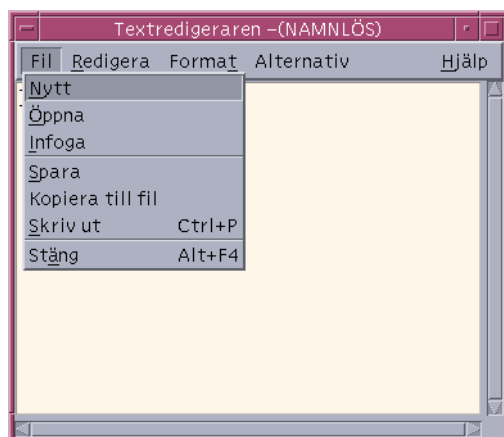 Textredigeraren –(NAMNLÖS)
Fil Redigera Format Alternativ Hjälp
Nytt
Öppna
Infoga
Spara
Kopiera till fil
Skriv ut Ctrl+P
Stäng Alt+F4